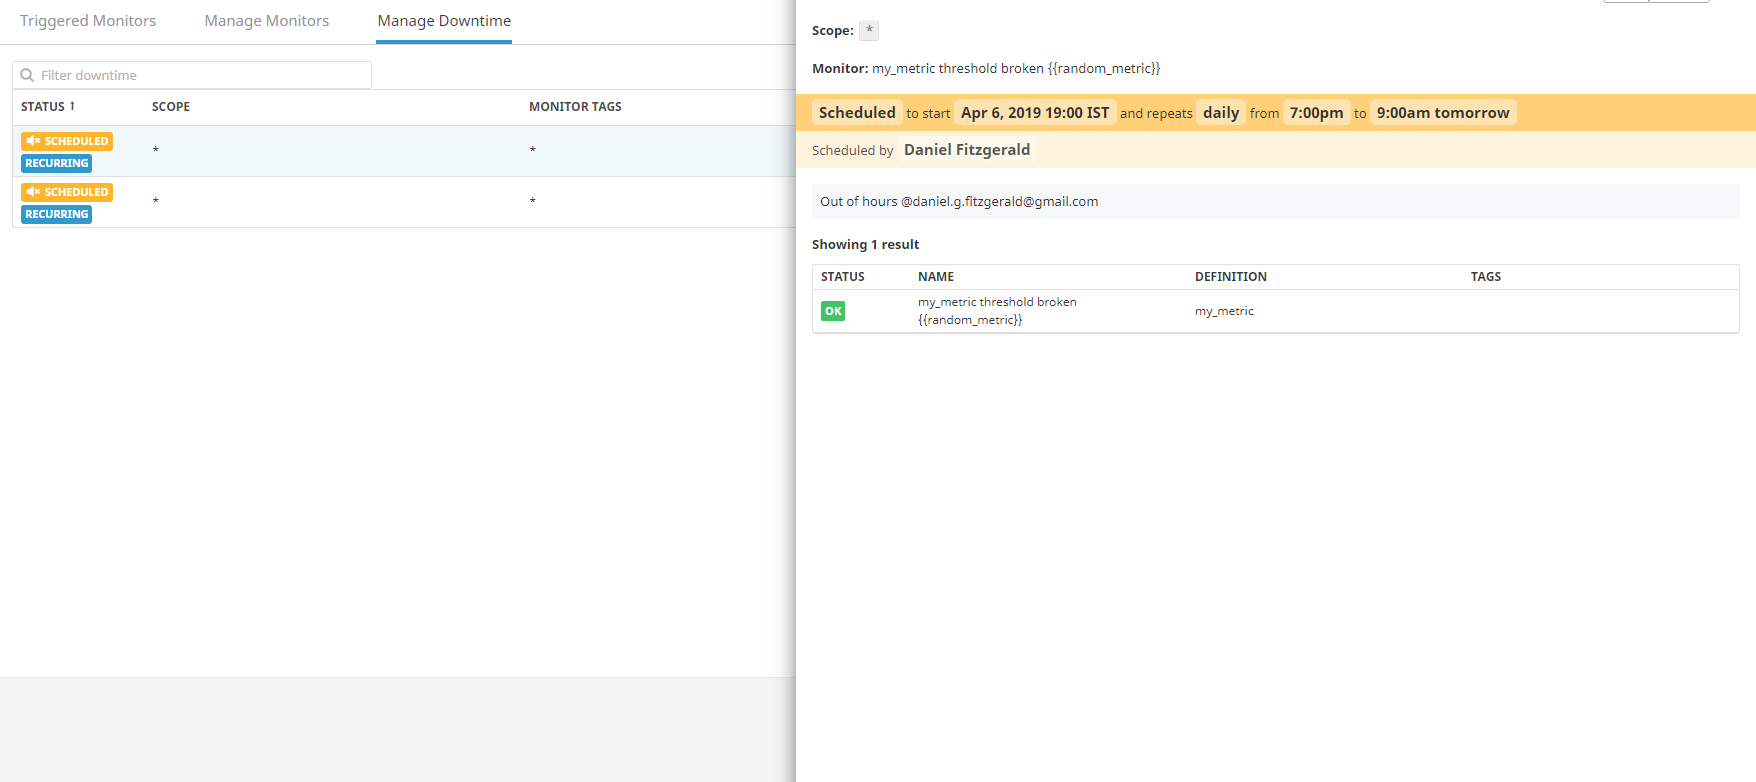 Triggered Monitors Manage Monitors Manage Downtime
Filter downtime
STATUS ↑ SCOPE MONITOR TAGS
SCHEDULED
* *
RECURRING
SCHEDULED
* *
RECURRING
Scope: *
Monitor: my_metric threshold broken {{random_metric}}
Scheduled to start Apr 6, 2019 19:00 IST and repeats daily from 7:00pm to 9:00am tomorrow
Scheduled by Daniel Fitzgerald
Out of hours @daniel.g.fitzgerald@gmail.com
Showing 1 result
STATUS NAME DEFINITION TAGS
OK my_metric threshold broken
{{random_metric}} my_metric